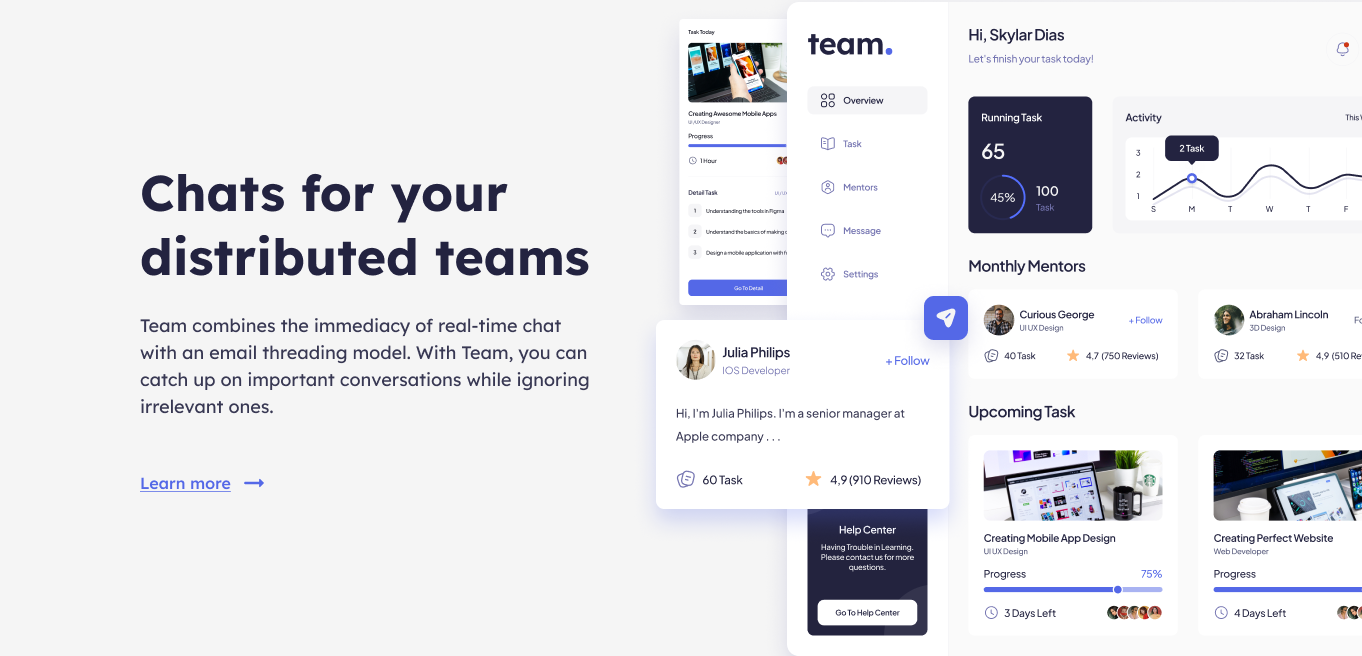 Chats for your
distributed teams
Team combines the immediacy of real-time chat
with an email threading model. With Team, you can
catch up on important conversations while ignoring
irrelevant ones.
Learn more
Task Today
Creating Awesome Mobile Apps
UI/UX Designer
Progress
1 Hour
Detail Task
UI/U
1 Understanding the tools in Figma
2 Understand the basics of making
3 Design a mobile application with
Go To Detail
team.
Overview
Task
Mentors
Message
Settings
Julia Philips
IOS Developer
+ Follow
Hi, I'm Julia Philips. I'm a senior manager at
Apple company . . .
60 Task
4,9 (910 Reviews)
Help Center
Having Trouble in Learning.
Please contact us for more
questions.
Go To Help Center
Hi, Skylar Dias
Let's finish your task today!
Running Task
65
45%
100
Task
Activity
This
2 Task
3
2
1
S M T W T F
Monthly Mentors
Curious George
UI UX Design
+ Follow
40 Task
4,7 (750 Reviews)
Abraham Lincoln
3D Design
Fo
32 Task
4,9 (510 Re
Upcoming Task
Creating Mobile App Design
UI UX Design
Progress
75%
3 Days Left
Creating Perfect Website
Web Developer
Progress
4 Days Left